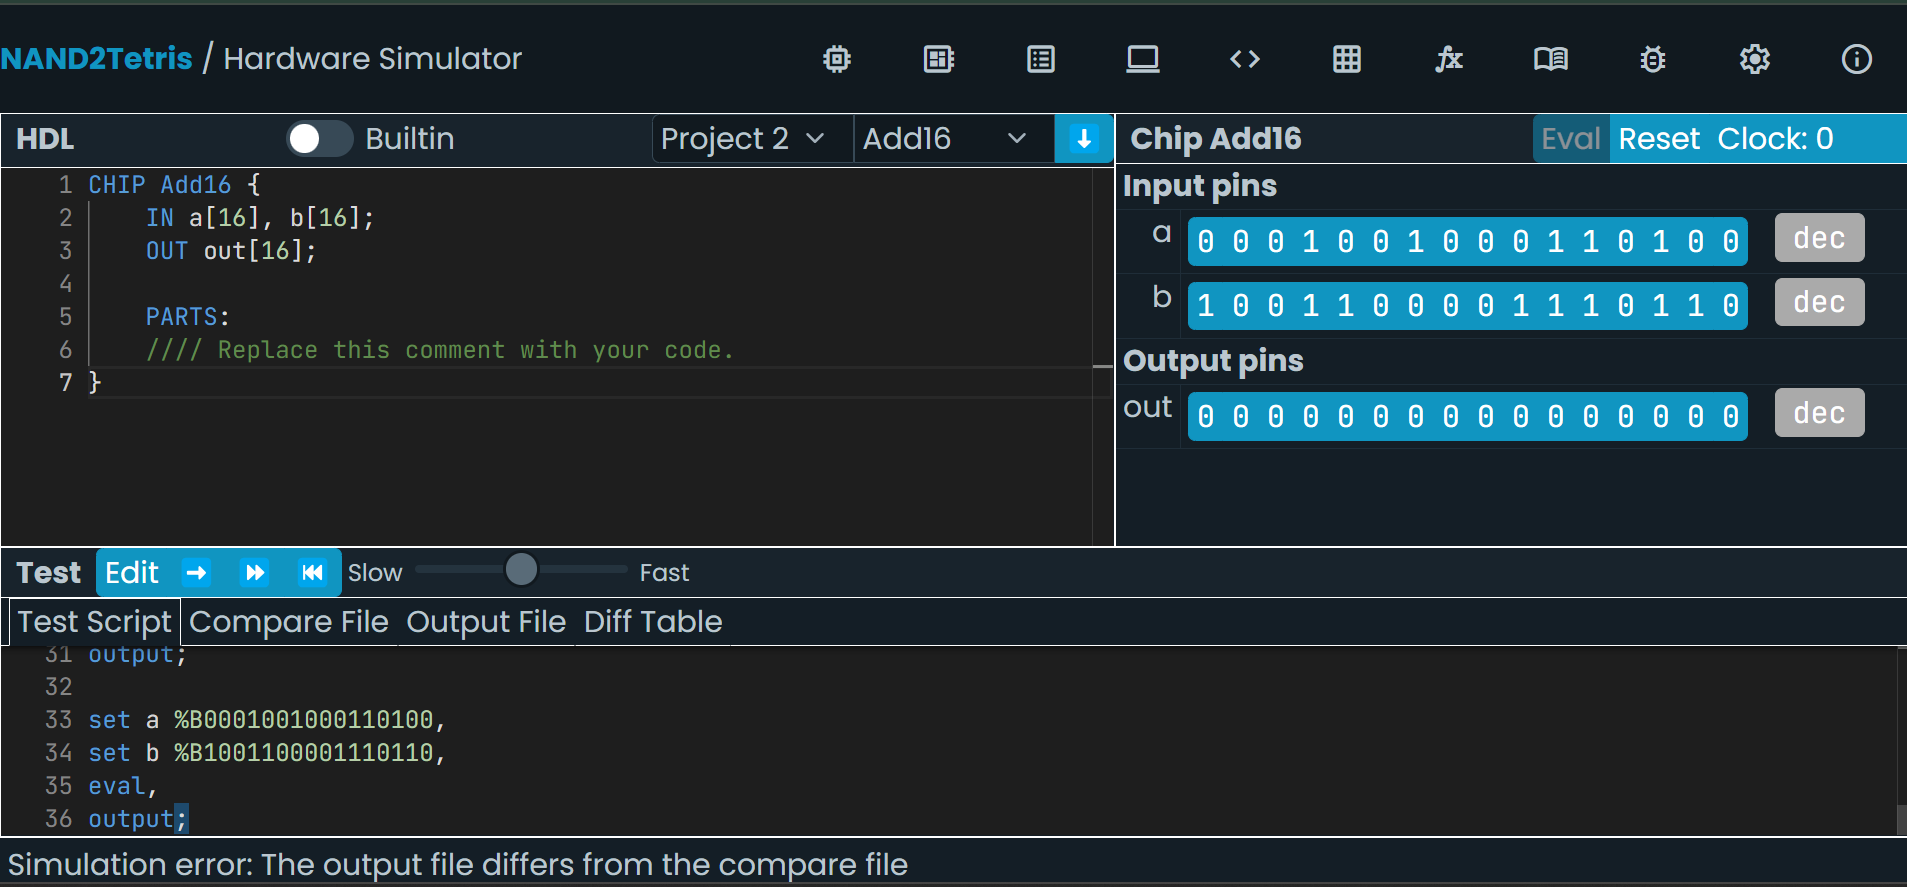 NAND2Tetris / Hardware Simulator
HDL Builtin Project 2 Add16
1 CHIP Add16 {
2 IN a[16], b[16];
3 OUT out[16];
4
5 PARTS:
6 //// Replace this comment with your code.
7 }
Chip Add16 Eval Reset Clock: 0
Input pins
a 0 0 0 1 0 0 1 0 0 0 1 1 0 1 0 0 dec
b 1 0 0 1 1 0 0 0 0 1 1 1 0 1 1 0 dec
Output pins
out 0 0 0 0 0 0 0 0 0 0 0 0 0 0 0 0 dec
Test Edit Slow Fast
Test Script Compare File Output File Diff Table
31 output;
32
33 set a %B0001001000110100,
34 set b %B1001100001110110,
35 eval,
36 output;
Simulation error: The output file differs from the compare file